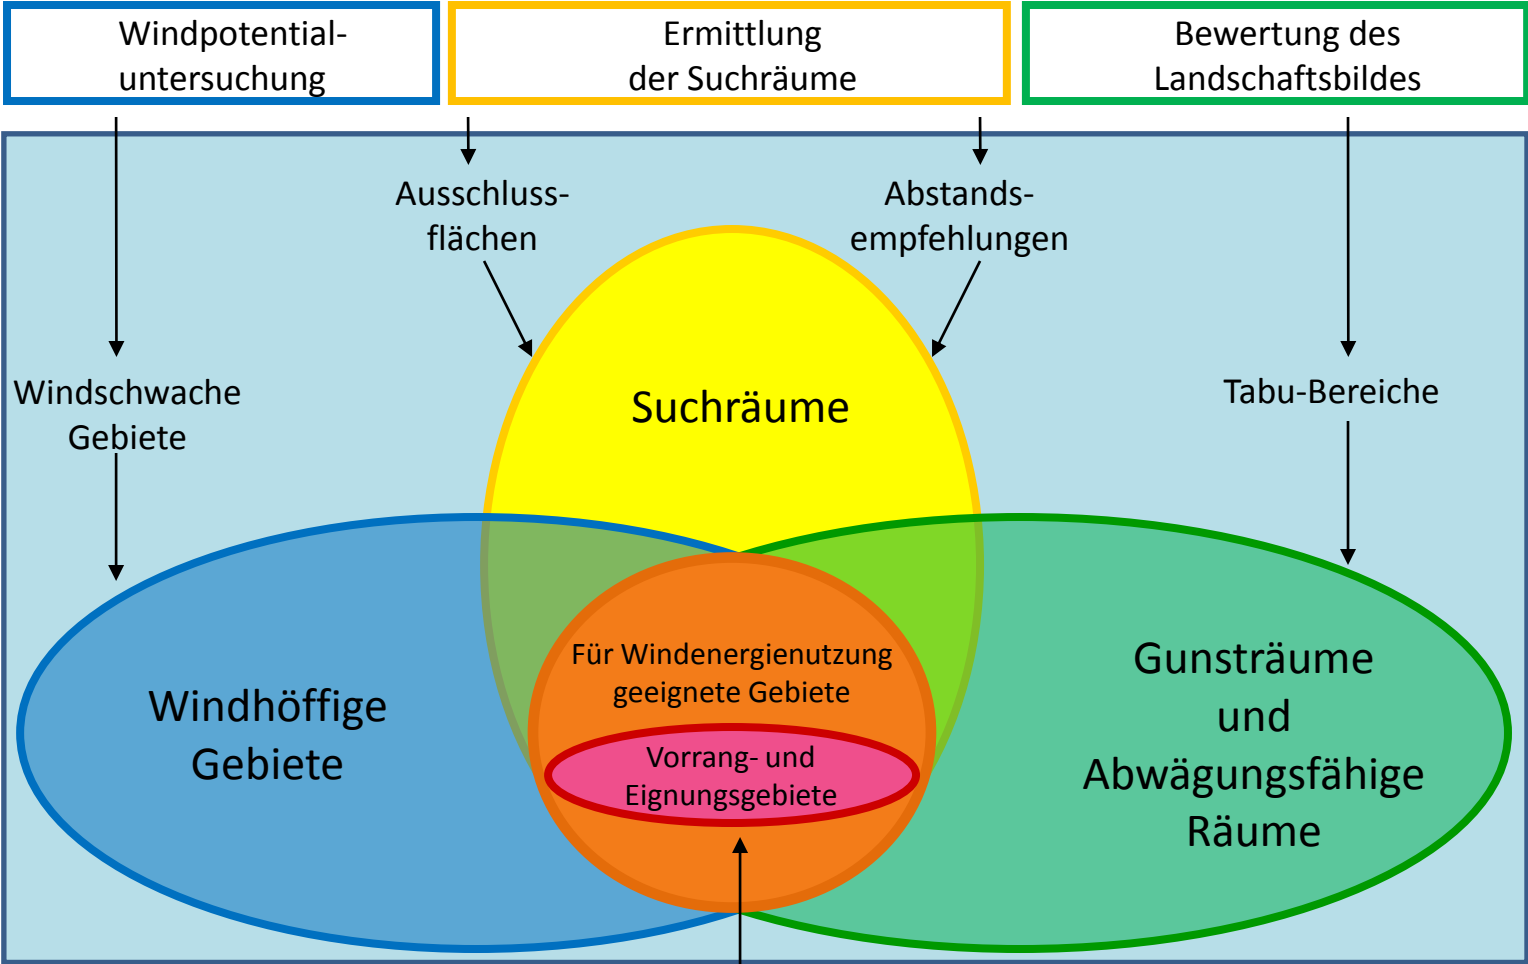 Windpotential-
untersuchung
Ermittlung
der Suchräume
Bewertung des
Landschaftsbildes
Ausschluss-
flächen
Abstands-
empfehlungen
Windschwache
Gebiete
Suchräume
Tabu-Bereiche
Für Windenergienutzung
geeignete Gebiete
Windhöffige
Gebiete
Vorrang- und
Eignungsgebiete
Gunsträume
und
Abwägungsfähige
Räume